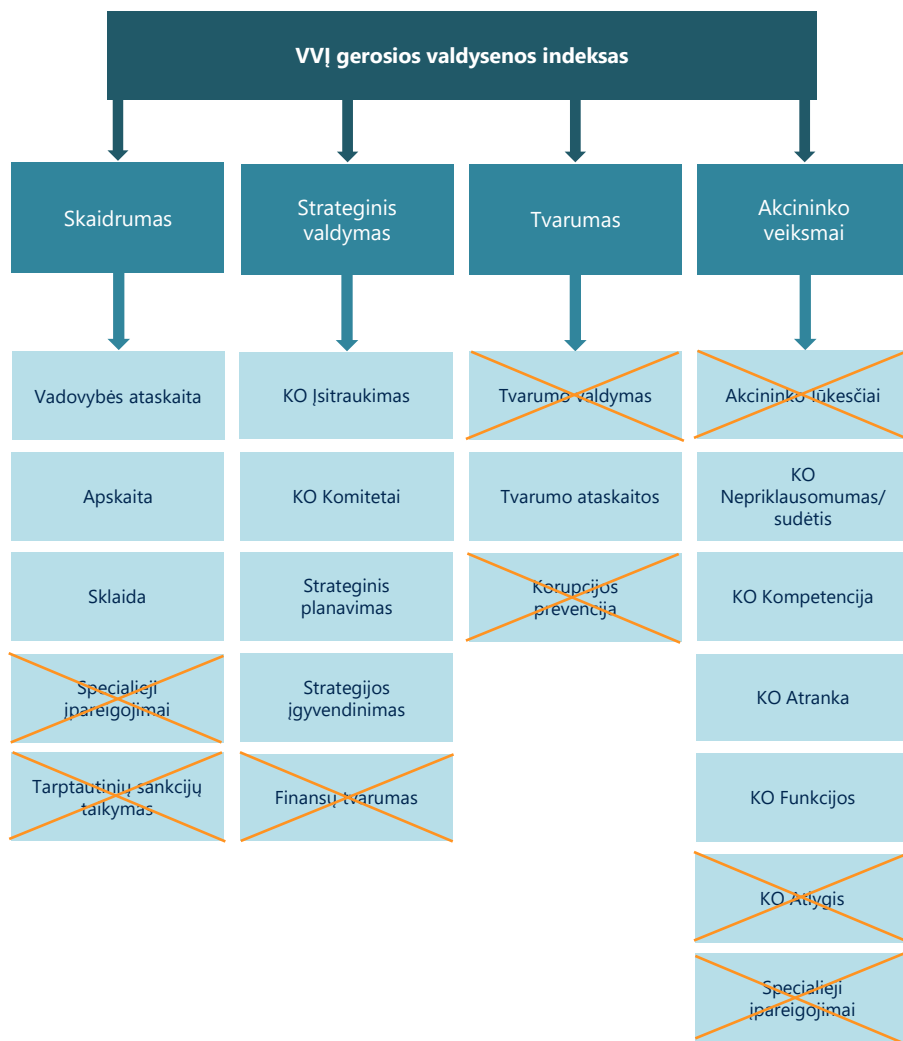 VVĮ gerosios valdysenos indeksas
Skaidrumas
Strateginis
valdymas
Tvarumas
Akcininko
veiksmai
Vadovybės ataskaita
Apskaita
Sklaida
Specialieji
įpareigojimai
Tarptautinių sankcijų
taikymas
KO Įsitraukimas
KO Komitetai
Strateginis
planavimas
Strategijos
įgyvendinimas
Finansų tvarumas
Tvarumo valdymas
Tvarumo ataskaitos
Korupcijos
prevencija
Akcininko lūkesčiai
KO
Nepriklausomumas/
sudėtis
KO Kompetencija
KO Atranka
KO Funkcijos
KO Atlygis
Specialieji
įpareigojimai